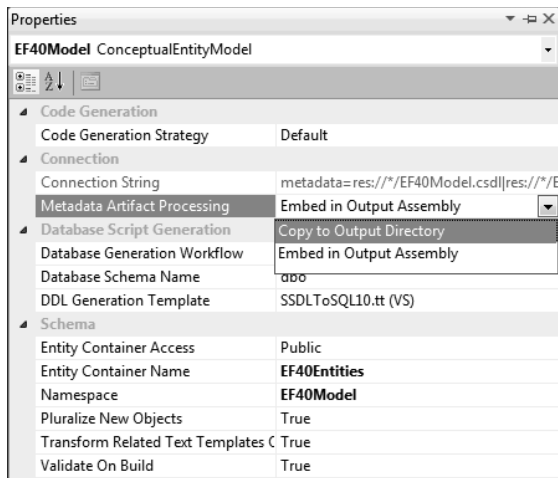 Properties
EF40Model ConceptualEntityModel
Code Generation
Code Generation Strategy Default
Connection
Connection String metadata=res://*/EF40Model.csdl|res://*/E
Metadata Artifact Processing Embed in Output Assembly
Copy to Output Directory
Database Script Generation
Embed in Output Assembly
Database Generation Workflow
Database Schema Name dbo
DDL Generation Template SSDLToSQL10.tt (VS)
Schema
Entity Container Access Public
Entity Container Name EF40Entities
Namespace EF40Model
Pluralize New Objects True
Transform Related Text Templates True
Validate On Build True